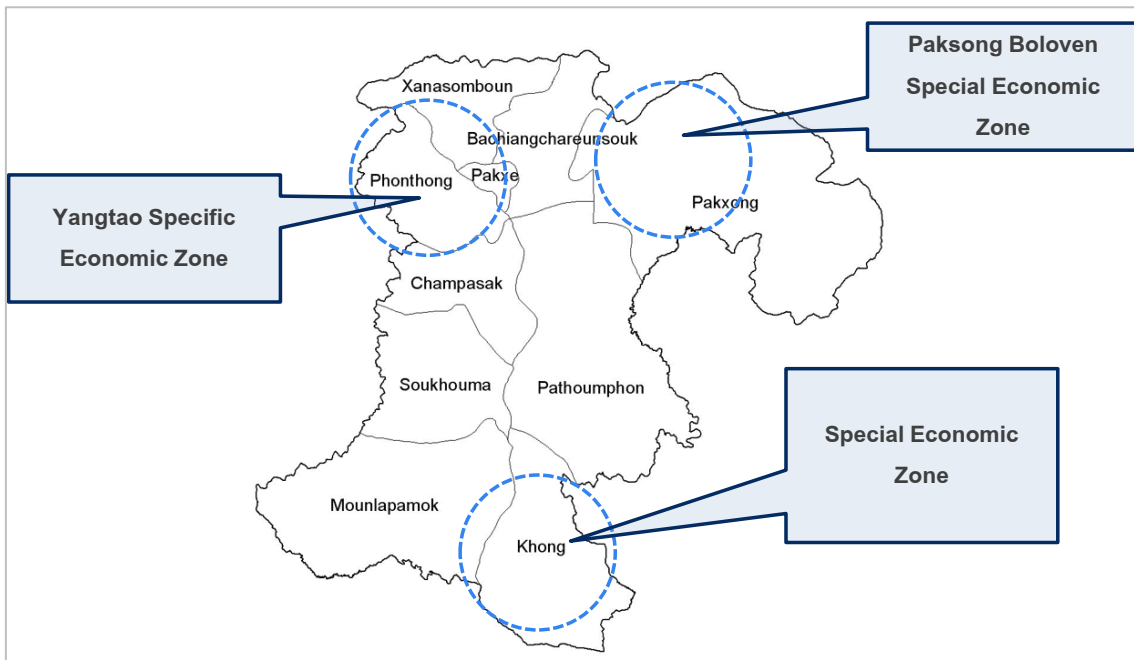 Paksong Boloven
Special Economic
Zone
Xanasomboun
Bachiangchareunsouk
Phonthong
Pakxe
Pakxong
Yangtao Specific
Economic Zone
Champasak
Soukhouma
Pathoumphon
Special Economic
Zone
Mounlapamok
Khong